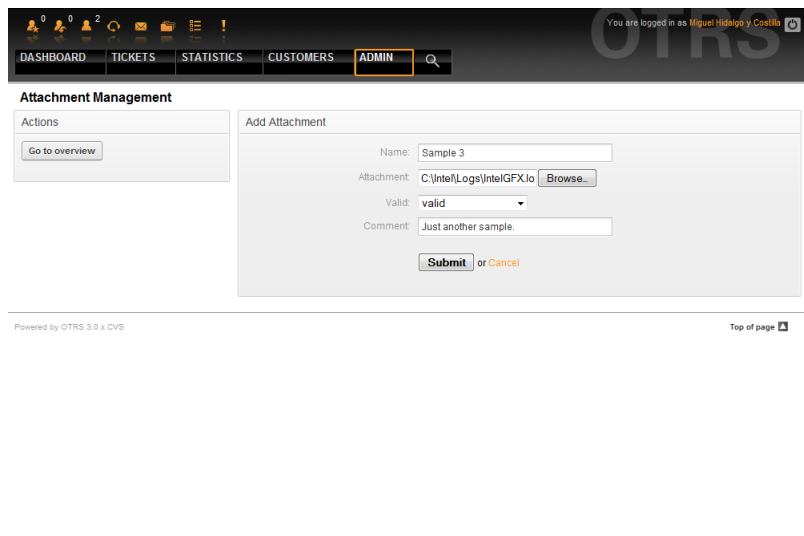 0 0 2
You are logged in as Miguel Hidalgo y Costilla
OTRS
DASHBOARD TICKETS STATISTICS CUSTOMERS ADMIN
Attachment Management
Actions
Go to overview
Add Attachment
Name: Sample 3
Attachment: C:\Intel\Logs\IntelGFX.lo Browse...
Valid: valid
Comment: Just another sample.
Submit or Cancel
Powered by OTRS 3.0.x CVS
Top of page